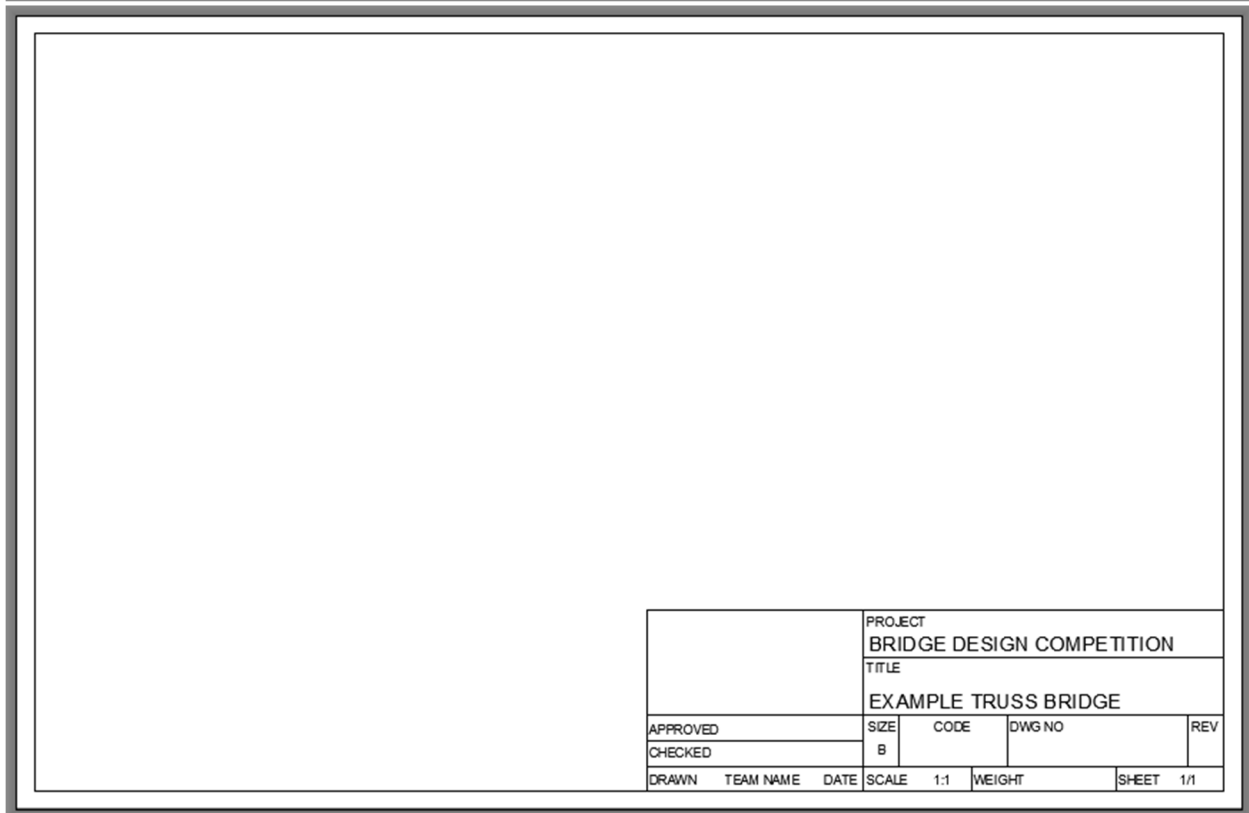 PROJECT
BRIDGE DESIGN COMPETITION
TITLE
EXAMPLE TRUSS BRIDGE
APPROVED
SIZE CODE DWG NO REV
CHECKED
B
DRAWN TEAM NAME DATE SCALE 1:1 WEIGHT SHEET 1/1